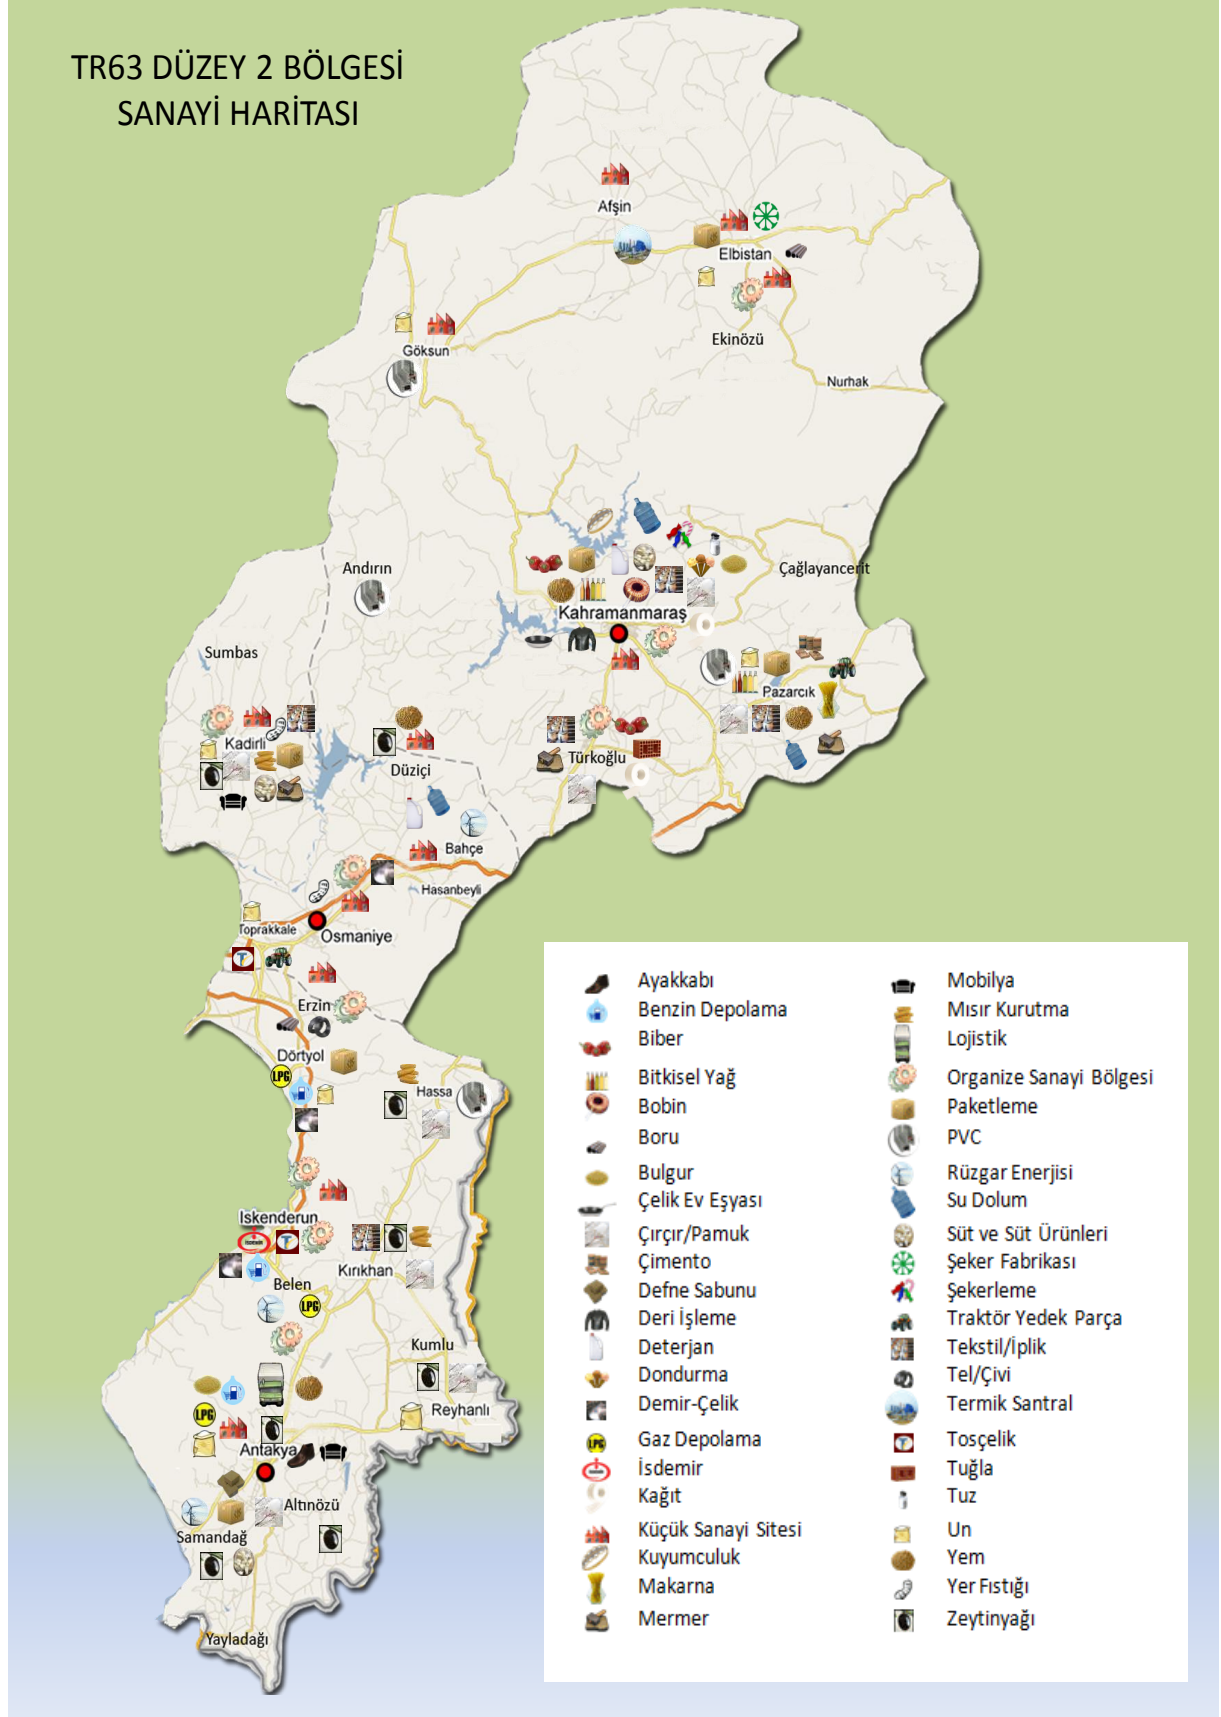 TR63 DÜZEY 2 BÖLGESİ
SANAYİ HARİTASI
Afşin
Elbistan
Ekinözü
Göksun
Nurhak
Andırın
Çağlayancerit
Kahramanmaraş
Sumbas
Pazarcık
Kadirli
Türkoğlu
Düziçi
Bahçe
Hasanbeyli
Toprakkale
Osmaniye
Erzin
Dörtyol
LPG
Hassa
Iskenderun
Kırıkhan
Belen
LPG
Kumlu
LPG
Reyhanlı
Antakya
Altınözü
Samandağ
Yayladağı
Ayakkabı
Benzin Depolama
Biber
Bitkisel Yağ
Bobin
Boru
Bulgur
Çelik Ev Eşyası
Çırçır/Pamuk
Çimento
Defne Sabunu
Deri İşleme
Deterjan
Dondurma
Demir-Çelik
LPG Gaz Depolama
İsdemir
Kağıt
Küçük Sanayi Sitesi
Kuyumculuk
Makarna
Mermer
Mobilya
Mısır Kurutma
Lojistik
Organize Sanayi Bölgesi
Paketleme
PVC
Rüzgar Enerjisi
Su Dolum
Süt ve Süt Ürünleri
Şeker Fabrikası
Şekerleme
Traktör Yedek Parça
Tekstil/İplik
Tel/Çivi
Termik Santral
Tosçelik
Tuğla
Tuz
Un
Yem
Yer Fıstığı
Zeytinyağı